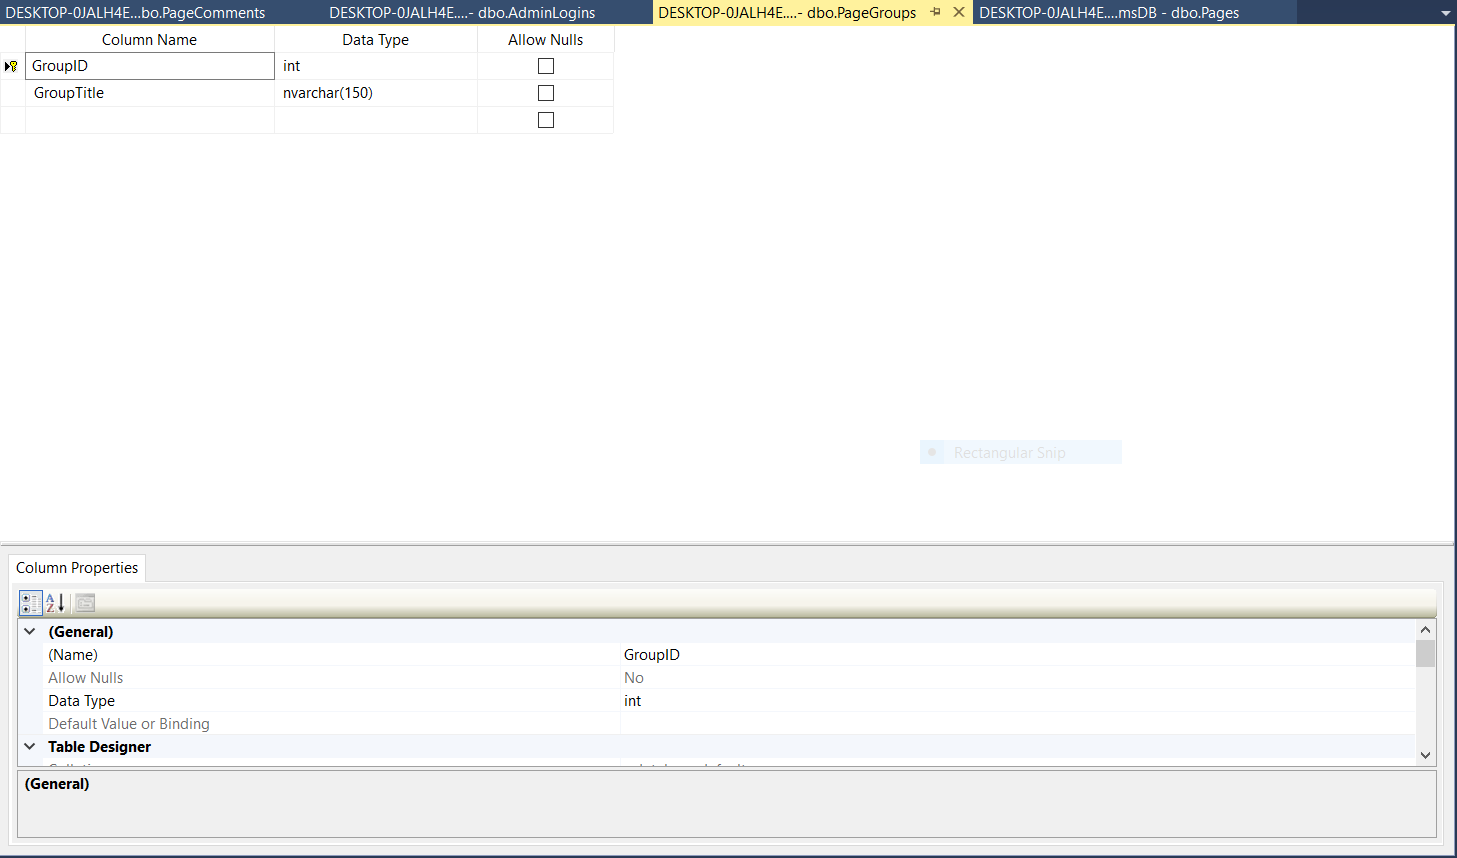 DESKTOP-0JALH4E...bo.PageComments
DESKTOP-0JALH4E....- dbo.AdminLogins
DESKTOP-0JALH4E....- dbo.PageGroups
DESKTOP-0JALH4E....msDB - dbo.Pages
Column Name Data Type Allow Nulls
GroupID int
GroupTitle nvarchar(150)
Rectangular Snip
Column Properties
(General)
(Name) GroupID
Allow Nulls No
Data Type int
Default Value or Binding
Table Designer
(General)